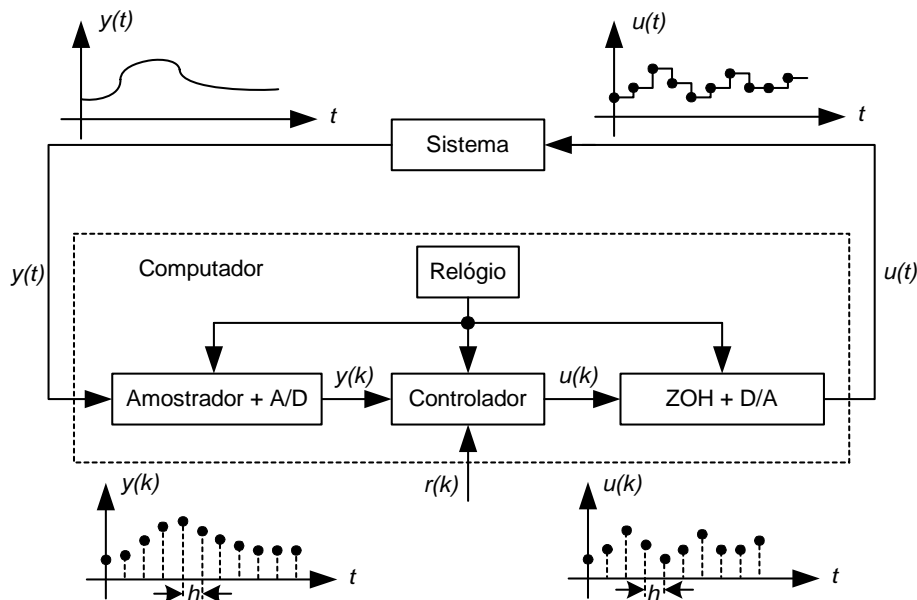 y(t)
u(t)
t
t
Sistema
y(t)
u(t)
Computador
Relógio
y(k)
u(k)
Amostrador + A/D
Controlador
ZOH + D/A
y(k)
r(k)
u(k)
t
t
h
h